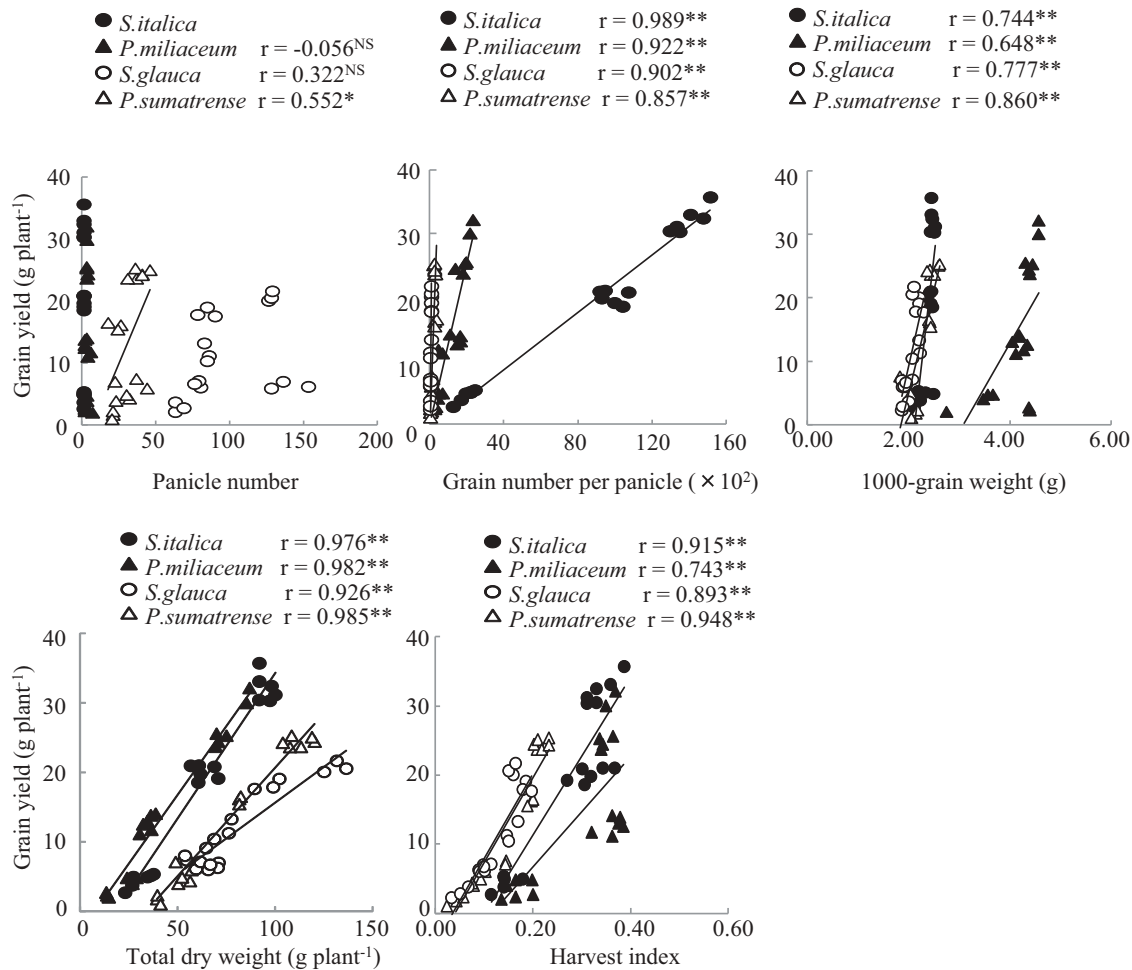 S.italica
P.miliaceum r = -0.056NS
S.glauca r = 0.322NS
P.sumatrense r = 0.552*
S.italica r = 0.989**
P.miliaceum r = 0.922**
S.glauca r = 0.902**
P.sumatrense r = 0.857**
S.italica r = 0.744**
P.miliaceum r = 0.648**
S.glauca r = 0.777**
P.sumatrense r = 0.860**
Grain yield (g plant-1)
40
30
20
10
0
0 50 100 150 200
Panicle number
40
30
20
10
0
0 40 80 120 160
Grain number per panicle (×10²)
40
30
20
10
0
0.00 2.00 4.00 6.00
1000-grain weight (g)
S.italica r = 0.976**
P.miliaceum r = 0.982**
S.glauca r = 0.926**
P.sumatrense r = 0.985**
S.italica r = 0.915**
P.miliaceum r = 0.743**
S.glauca r = 0.893**
P.sumatrense r = 0.948**
Grain yield (g plant-1)
40
30
20
10
0
0 50 100 150
Total dry weight (g plant-1)
40
30
20
10
0
0.00 0.20 0.40 0.60
Harvest index